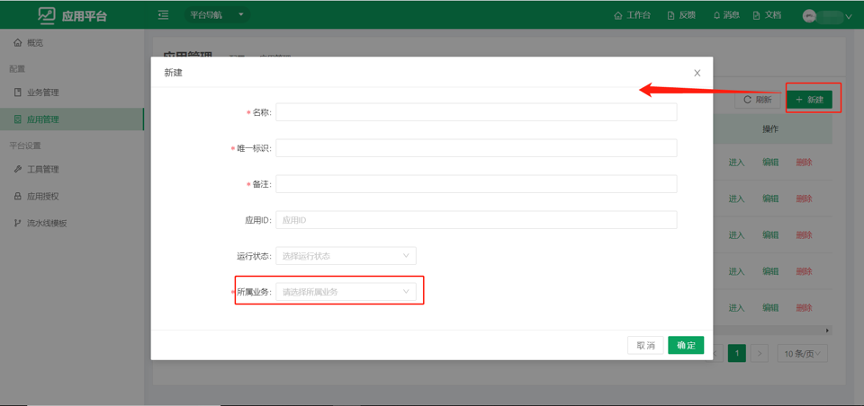 应用平台
平台导航
工作台
反馈
消息
文档
概览
配置
业务管理
应用管理
平台设置
工具管理
应用授权
流水线模板
应用管理
新建
* 名称:
* 唯一标识:
* 备注:
应用ID: 应用ID
运行状态: 选择运行状态
* 所属业务: 请选择所属业务
取消 确定
刷新
+ 新建
操作
进入 编辑 删除
进入 编辑 删除
进入 编辑 删除
进入 编辑 删除
进入 编辑 删除
1
10 条/页